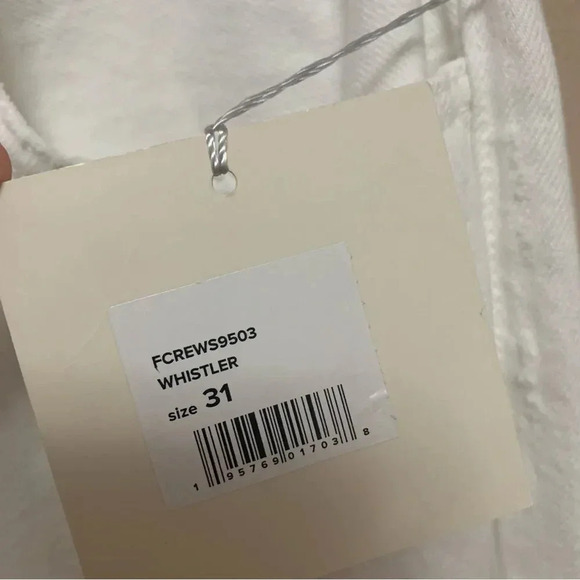 FCREWS9503
WHISTLER
size 31
1 95769 01703 8